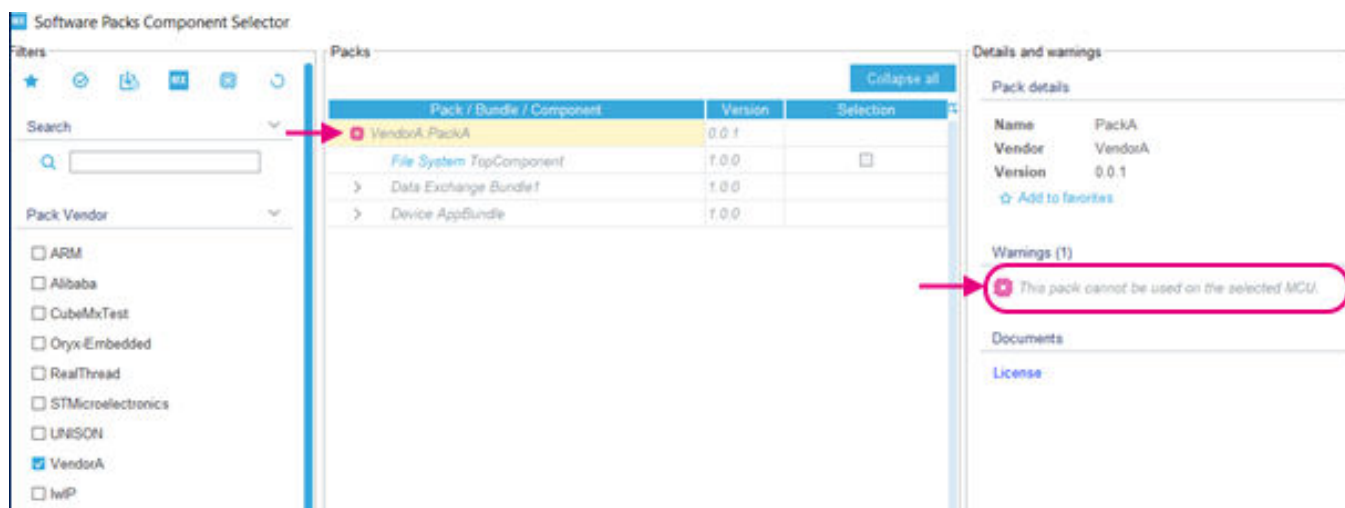 MX Software Packs Component Selector
Filters
MX
Search
Pack Vendor
ARM
Alibaba
CubeMxTest
Oryx-Embedded
RealThread
STMicroelectronics
UNISON
VendorA
lwIP
Packs
Collapse all
Pack / Bundle / Component Version Selection
VendorA.PackA 0.0.1
File System TopComponent 1.0.0
Data Exchange Bundle1 1.0.0
Device AppBundle 1.0.0
Details and warnings
Pack details
Name PackA
Vendor VendorA
Version 0.0.1
Add to favorites
Warnings (1)
This pack cannot be used on the selected MCU.
Documents
License